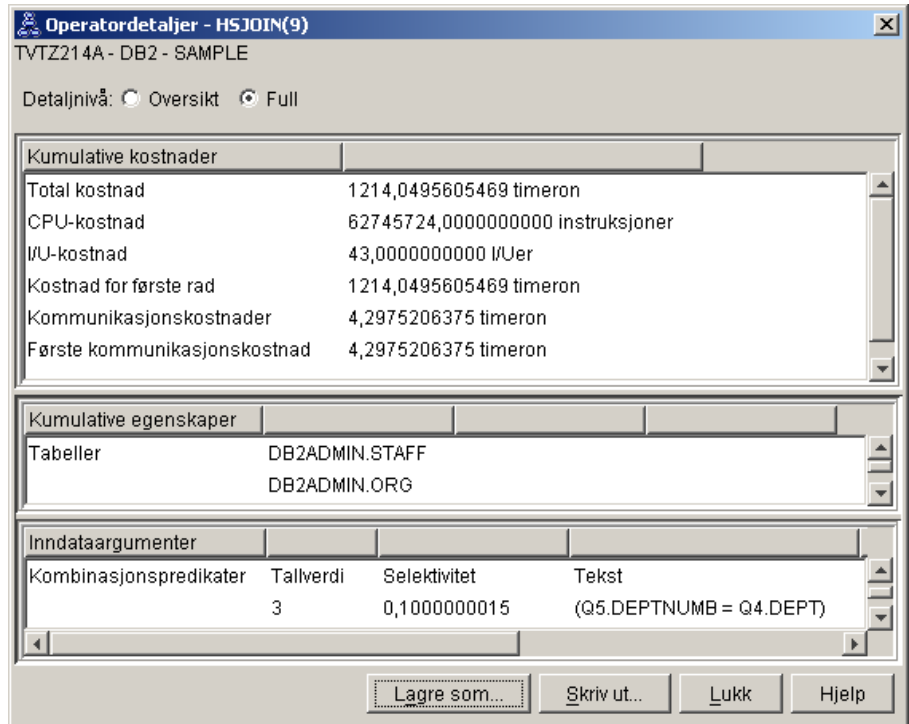 Operatordetaljer - HSJOIN(9)
TVTZ214A - DB2 - SAMPLE
Detaljnivå: Oversikt Full
Kumulative kostnader
Total kostnad 1214,0495605469 timeron
CPU-kostnad 62745724,0000000000 instruksjoner
I/U-kostnad 43,0000000000 I/Uer
Kostnad for første rad 1214,0495605469 timeron
Kommunikasjonskostnader 4,2975206375 timeron
Første kommunikasjonskostnad 4,2975206375 timeron
Kumulative egenskaper
Tabeller DB2ADMIN.STAFF
DB2ADMIN.ORG
Inndataargumenter
Kombinasjonspredikater Tallverdi Selektivitet Tekst
3 0,1000000015 (Q5.DEPTNUMB = Q4.DEPT)
Lagre som... Skriv ut... Lukk Hjelp